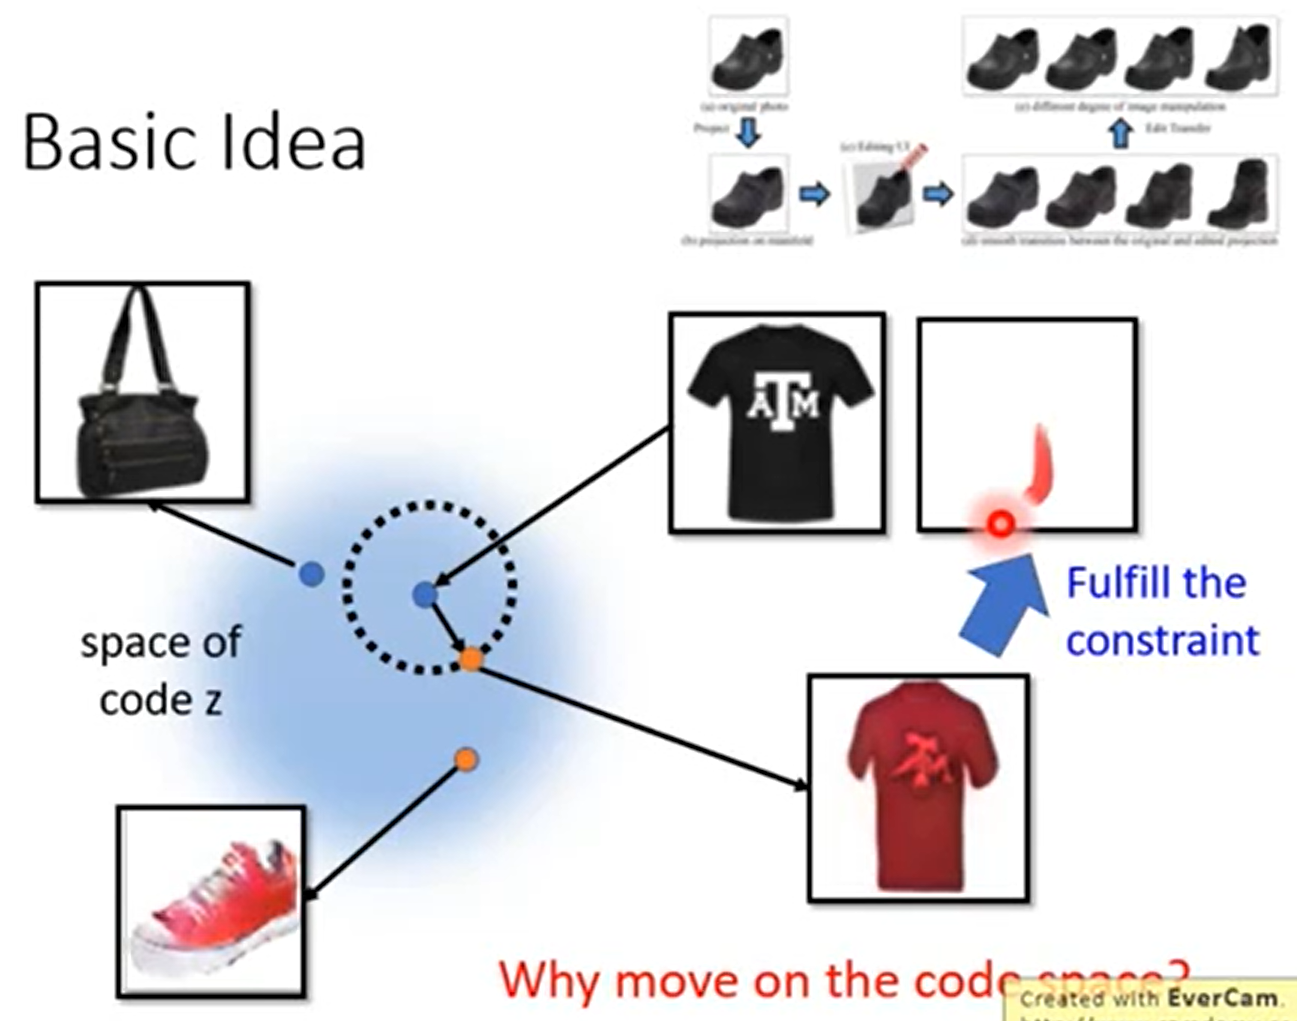 Basic Idea
(a) original photo
Project
(b) projection on manifold
(c) Editing UI
(d) smooth transition between the original and edited projection
(e) different degree of image manipulation
Edit Transfer
A T M
Fulfill the
constraint
space of
code z
Why move on the code space?
Created with EverCam.